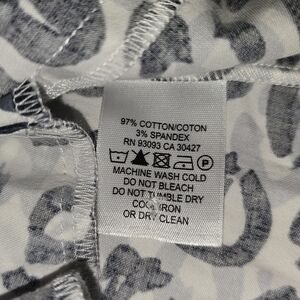 97% COTTON/COTON
3% SPANDEX
RN 93093 CA 30427
P
MACHINE WASH COLD
DO NOT BLEACH
DO NOT TUMBLE DRY
COOL IRON
OR DRY CLEAN